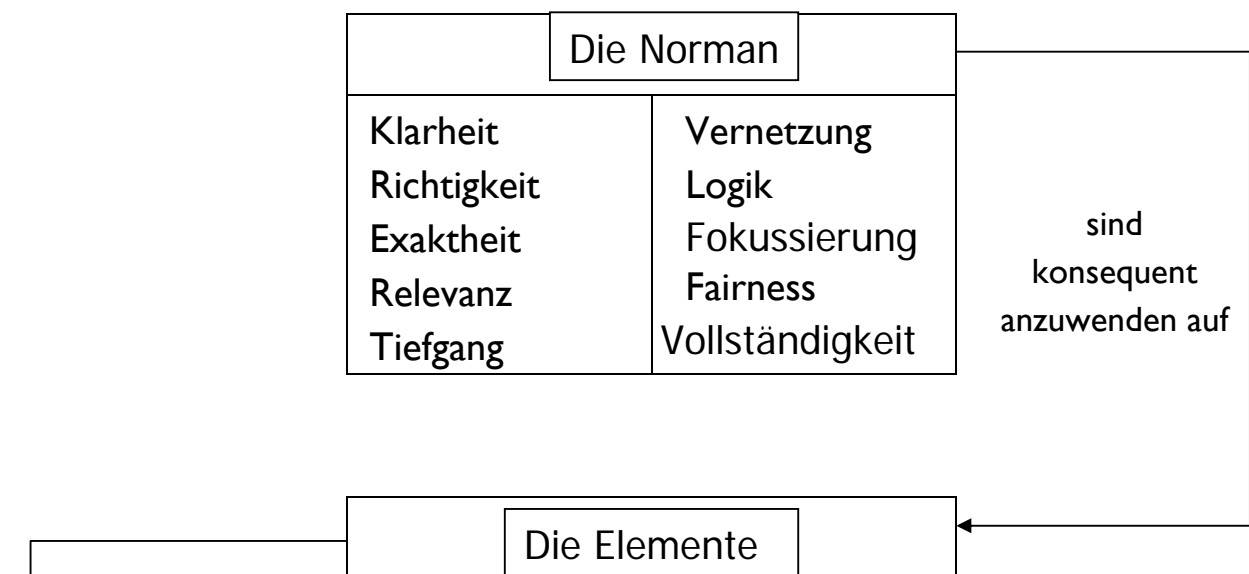 Die Norman
Klarheit
Richtigkeit
Exaktheit
Relevanz
Tiefgang
Vernetzung
Logik
Fokussierung
Fairness
Vollständigkeit
sind
konsequent
anzuwenden auf
Die Elemente